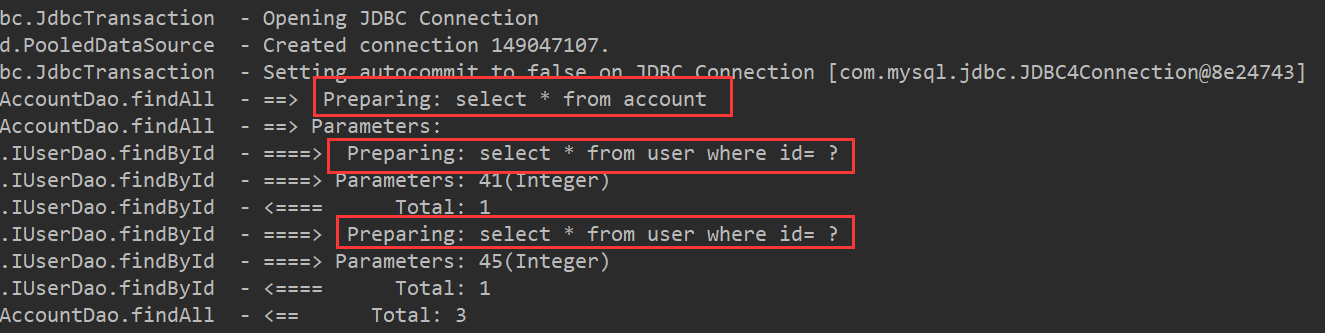 bc.JdbcTransaction - Opening JDBC Connection
d.PooledDataSource - Created connection 149047107.
bc.JdbcTransaction - Setting autocommit to false on JDBC Connection [com.mysql.jdbc.JDBC4Connection@8e24743]
AccountDao.findAll - ==> Preparing: select * from account
AccountDao.findAll - ==> Parameters:
.IUserDao.findById - ====> Preparing: select * from user where id= ?
.IUserDao.findById - ====> Parameters: 41(Integer)
.IUserDao.findById - <==== Total: 1
.IUserDao.findById - ====> Preparing: select * from user where id= ?
.IUserDao.findById - ====> Parameters: 45(Integer)
.IUserDao.findById - <==== Total: 1
AccountDao.findAll - <== Total: 3